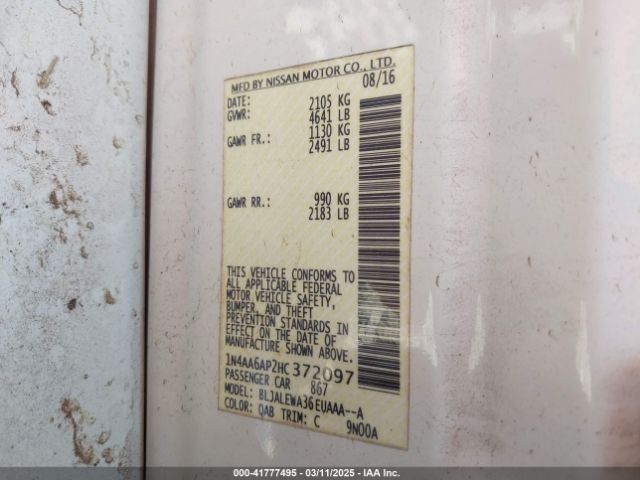 MFD BY NISSAN MOTOR CO., LTD.
08/16
DATE: 2105 KG
GVWR: 4641 LB
1130 KG
GAWR FR.: 2491 LB
990 KG
GAWR RR.: 2183 LB
THIS VEHICLE CONFORMS TO
ALL APPLICABLE FEDERAL
MOTOR VEHICLE SAFETY,
BUMPER, AND THEFT
PREVENTION STANDARDS IN
EFFECT ON THE DATE OF
MANUFACTURE SHOWN ABOVE.
1N4AA6AP2HC372097
PASSENGER CAR 867
MODEL: BLJALEWA36EUAAA--A
COLOR: QAB TRIM: C 9N00A
000-41777495 - 03/11/2025 - IAA Inc.